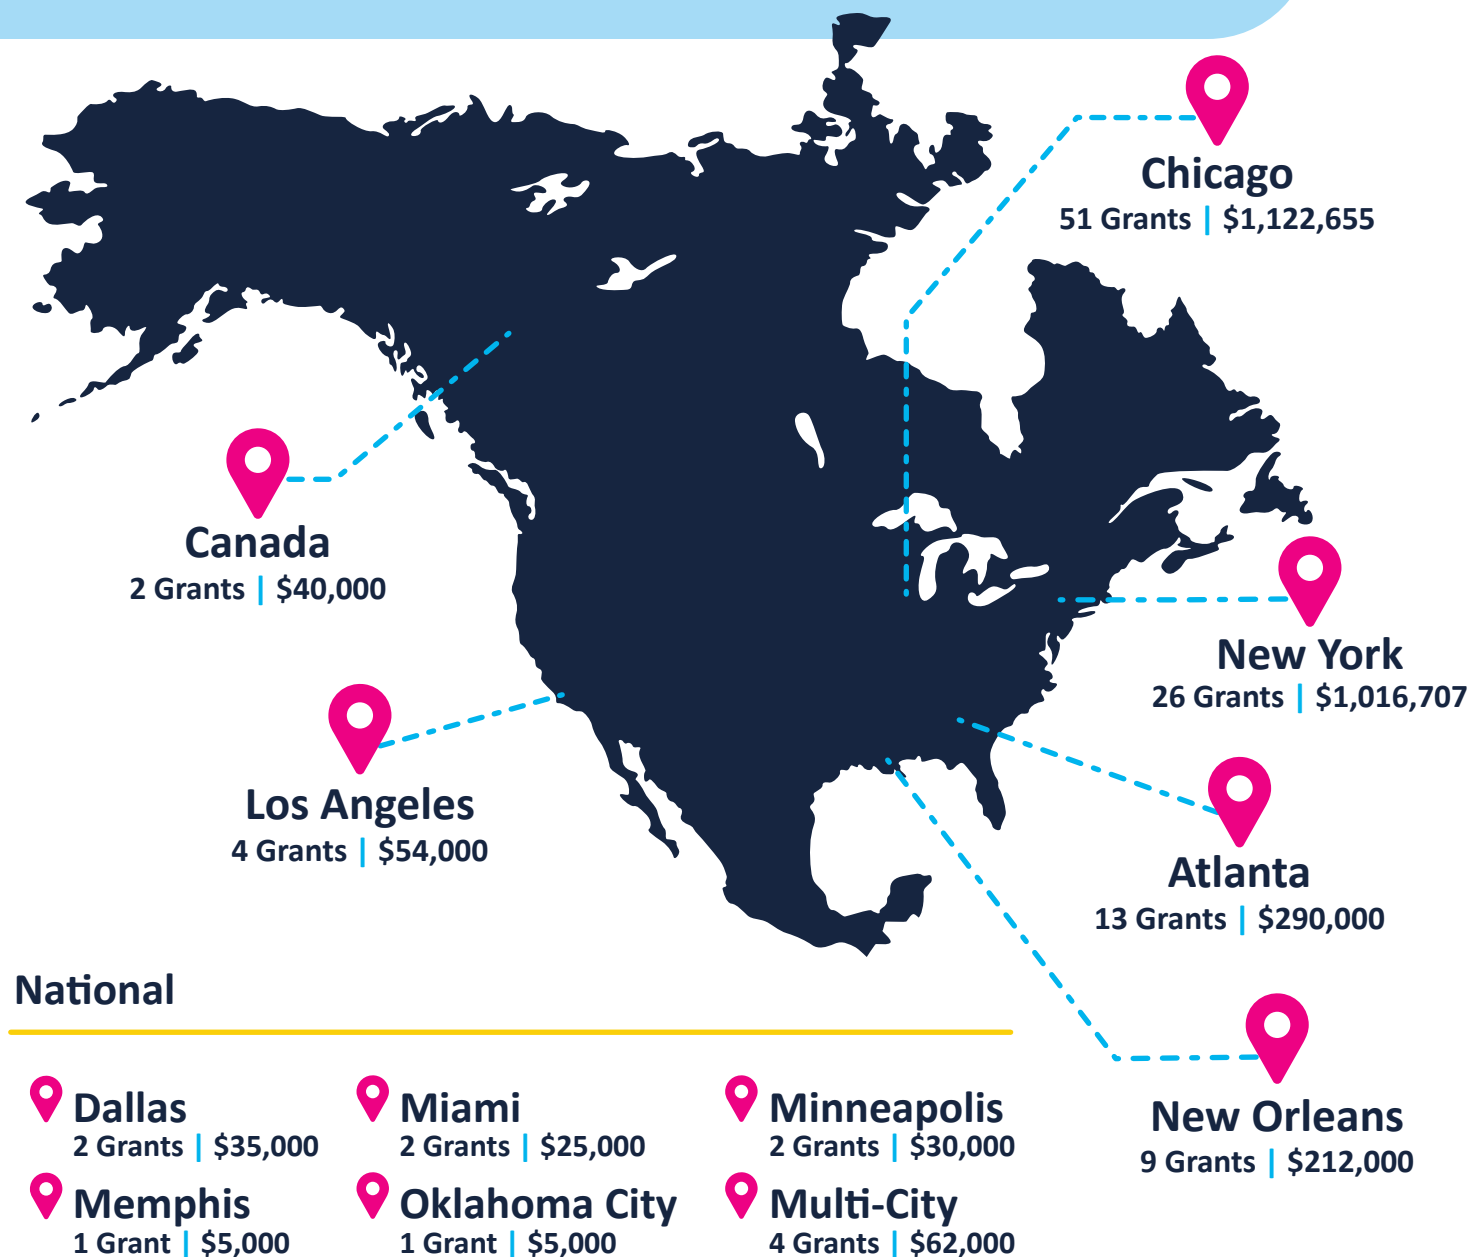 Chicago
51 Grants | $1,122,655
Canada
2 Grants | $40,000
New York
26 Grants | $1,016,707
Los Angeles
4 Grants | $54,000
Atlanta
13 Grants | $290,000
New Orleans
9 Grants | $212,000
National
Dallas
2 Grants | $35,000
Miami
2 Grants | $25,000
Minneapolis
2 Grants | $30,000
Memphis
1 Grant | $5,000
Oklahoma City
1 Grant | $5,000
Multi-City
4 Grants | $62,000